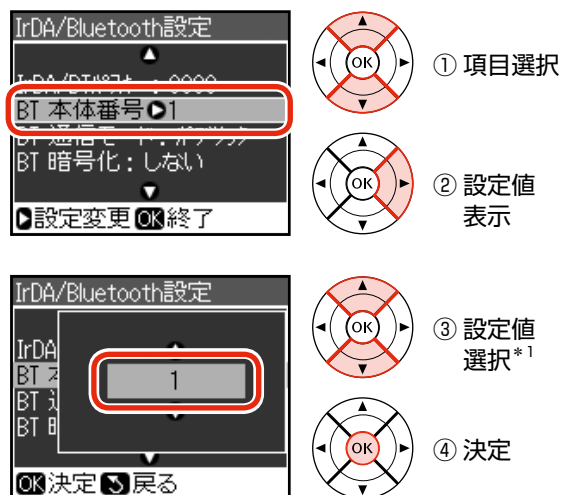 IrDA/Bluetooth設定
BT 本体番号 1
BT 暗号化：しない
設定変更 OK 終了
OK
① 項目選択
OK
② 設定値
表示
IrDA/Bluetooth設定
IrDA
BT
BT
BT
1
OK 決定 戻る
OK
③ 設定値
選択*1
OK
④ 決定